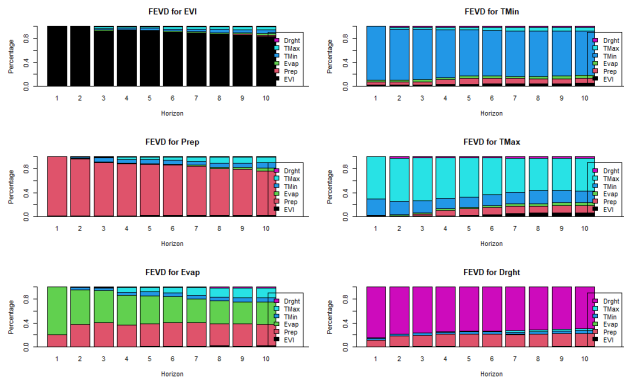 FEVD for EVI
Percentage
0.0 0.4 0.8
1 2 3 4 5 6 7 8 9 10
Horizon
Drght
TMax
TMin
Evap
Prep
EVI
FEVD for TMin
Percentage
0.0 0.4 0.8
1 2 3 4 5 6 7 8 9 10
Horizon
Drght
TMax
TMin
Evap
Prep
EVI
FEVD for Prep
Percentage
0.0 0.4 0.8
1 2 3 4 5 6 7 8 9 10
Horizon
Drght
TMax
TMin
Evap
Prep
EVI
FEVD for TMax
Percentage
0.0 0.4 0.8
1 2 3 4 5 6 7 8 9 10
Horizon
Drght
TMax
TMin
Evap
Prep
EVI
FEVD for Evap
Percentage
0.0 0.4 0.8
1 2 3 4 5 6 7 8 9 10
Horizon
Drght
TMax
TMin
Evap
Prep
EVI
FEVD for Drght
Percentage
0.0 0.4 0.8
1 2 3 4 5 6 7 8 9 10
Horizon
Drght
TMax
TMin
Evap
Prep
EVI